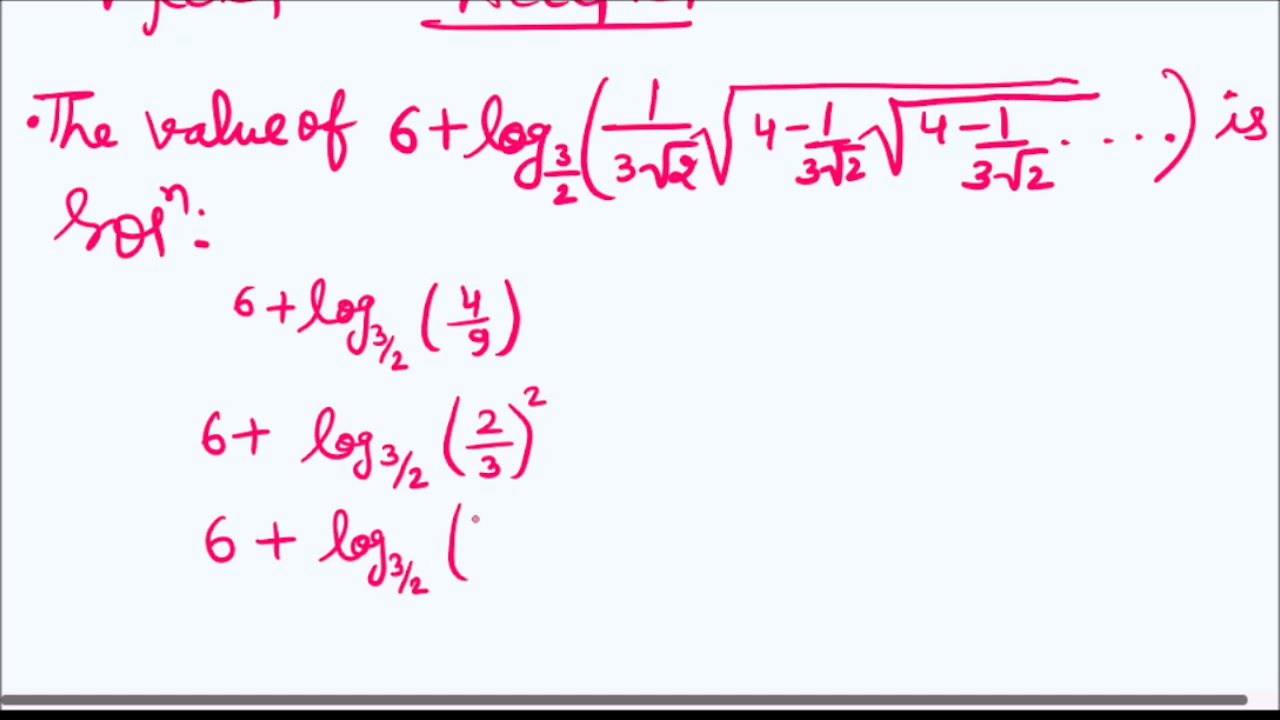 • The value of 6 + log_{3/2} ( 1/(3√2) √(4 - 1/(3√2) √(4 - 1/(3√2) ..... ) is
Solⁿ:
6 + log_{3/2} (4/9)
6 + log_{3/2} (2/3)²
6 + log_{3/2} (